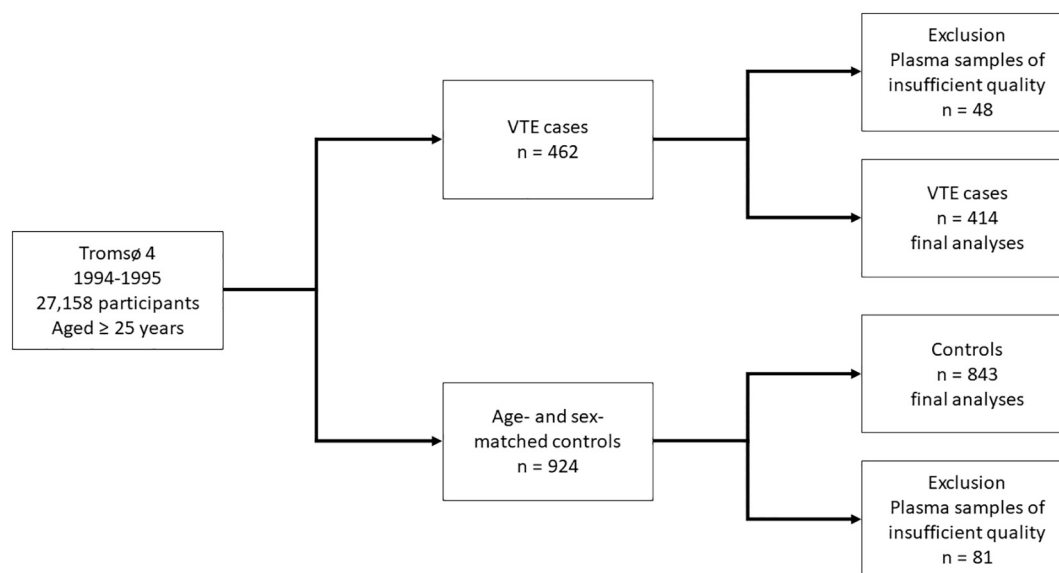 Tromsø 4
1994-1995
27,158 participants
Aged ≥ 25 years
VTE cases
n = 462
Age- and sex-
matched controls
n = 924
Exclusion
Plasma samples of
insufficient quality
n = 48
VTE cases
n = 414
final analyses
Controls
n = 843
final analyses
Exclusion
Plasma samples of
insufficient quality
n = 81